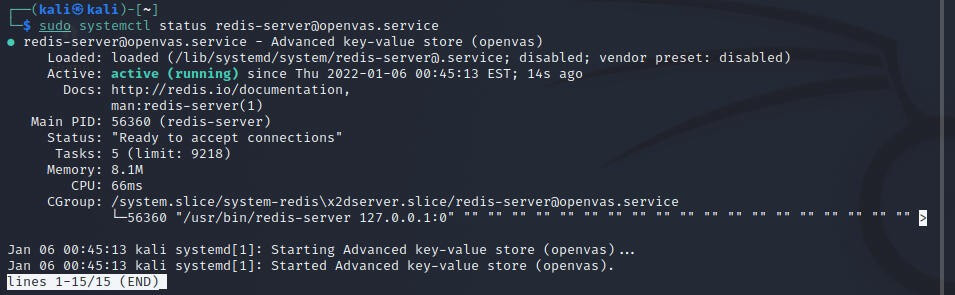 ┌──(kali㉿kali)-[~]
└─$ sudo systemctl status redis-server@openvas.service
● redis-server@openvas.service - Advanced key-value store (openvas)
     Loaded: loaded (/lib/systemd/system/redis-server@.service; disabled; vendor preset: disabled)
     Active: active (running) since Thu 2022-01-06 00:45:13 EST; 14s ago
       Docs: http://redis.io/documentation,
             man:redis-server(1)
   Main PID: 56360 (redis-server)
     Status: "Ready to accept connections"
      Tasks: 5 (limit: 9218)
     Memory: 8.1M
        CPU: 66ms
     CGroup: /system.slice/system-redis\x2dserver.slice/redis-server@openvas.service
             └─56360 "/usr/bin/redis-server 127.0.0.1:0" "" "" "" "" "" "" "" "" "" "" "" "" "" "" "" "" "" "" "" >
Jan 06 00:45:13 kali systemd[1]: Starting Advanced key-value store (openvas)...
Jan 06 00:45:13 kali systemd[1]: Started Advanced key-value store (openvas).
lines 1-15/15 (END)